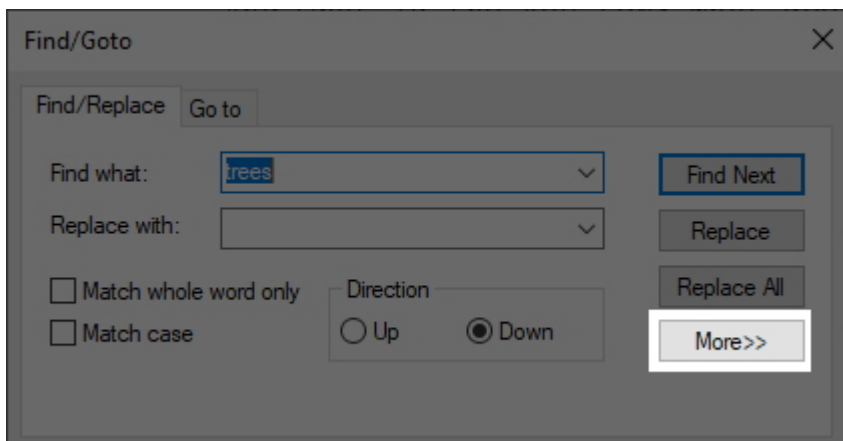 Find/Goto
Find/Replace
Go to
Find what:
trees
Find Next
Replace with:
Replace
Match whole word only
Direction
Replace All
Match case
Up
Down
More>>